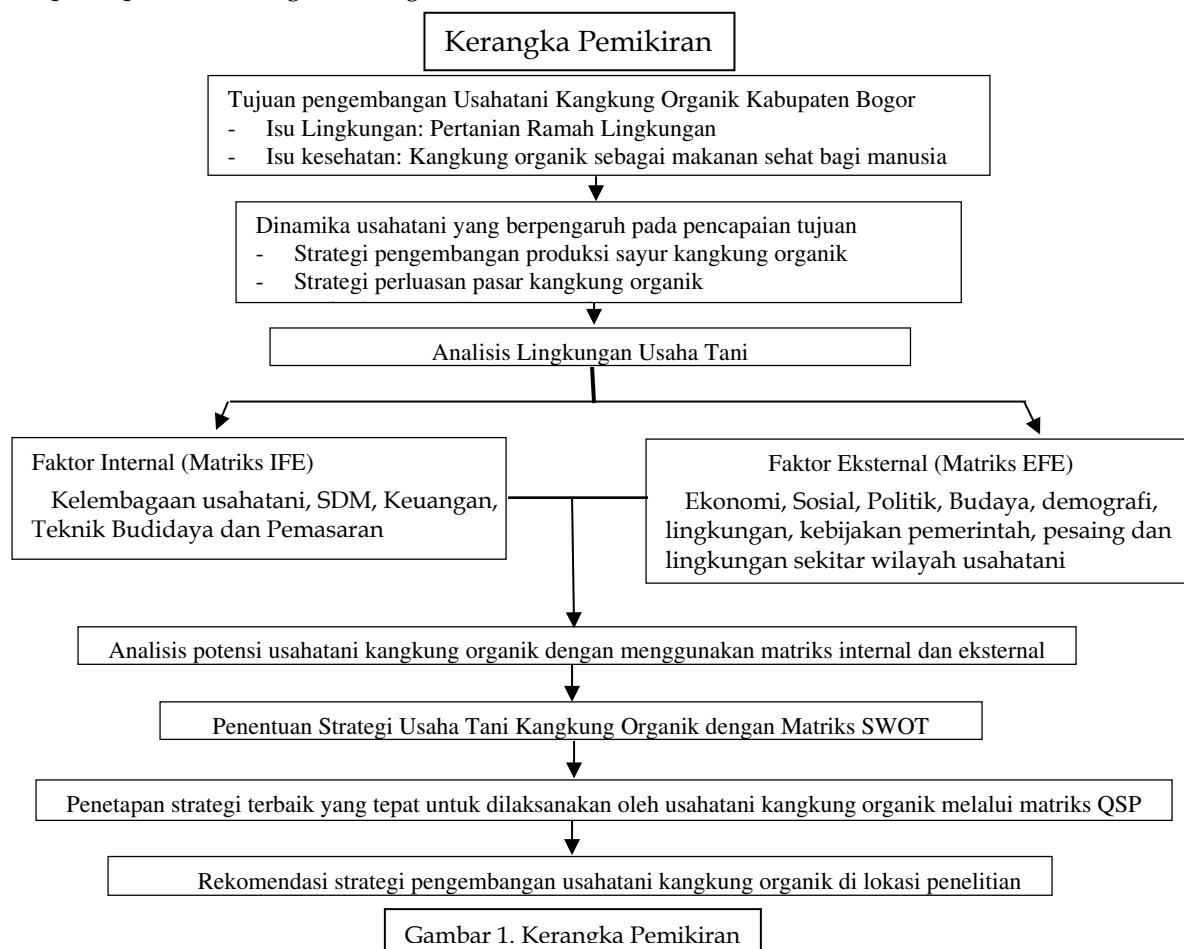 Kerangka Pemikiran
Tujuan pengembangan Usahatani Kangkung Organik Kabupaten Bogor
- Isu Lingkungan: Pertanian Ramah Lingkungan
- Isu kesehatan: Kangkung organik sebagai makanan sehat bagi manusia
Dinamika usahatani yang berpengaruh pada pencapaian tujuan
- Strategi pengembangan produksi sayur kangkung organik
- Strategi perluasan pasar kangkung organik
Analisis Lingkungan Usaha Tani
Faktor Internal (Matriks IFE)
Kelembagaan usahatani, SDM, Keuangan,
Teknik Budidaya dan Pemasaran
Faktor Eksternal (Matriks EFE)
Ekonomi, Sosial, Politik, Budaya, demografi,
lingkungan, kebijakan pemerintah, pesaing dan
lingkungan sekitar wilayah usahatani
Analisis potensi usahatani kangkung organik dengan menggunakan matriks internal dan eksternal
Penentuan Strategi Usaha Tani Kangkung Organik dengan Matriks SWOT
Penetapan strategi terbaik yang tepat untuk dilaksanakan oleh usahatani kangkung organik melalui matriks QSP
Rekomendasi strategi pengembangan usahatani kangkung organik di lokasi penelitian
Gambar 1. Kerangka Pemikiran